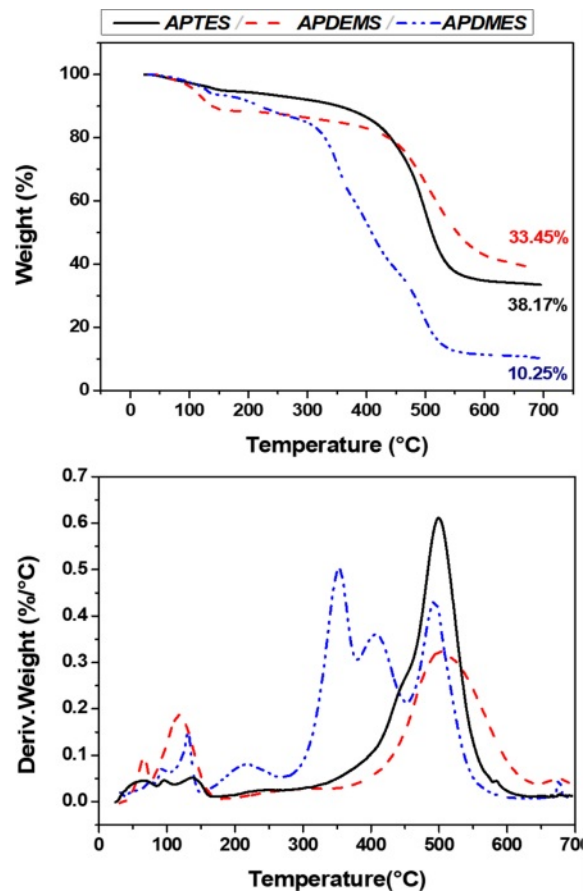 APTES / APDEMS / APDMES
100
80
60
40
20
0
Weight (%)
33.45%
38.17%
10.25%
0 100 200 300 400 500 600 700
Temperature (°C)
0.7
0.6
0.5
0.4
0.3
0.2
0.1
0.0
Deriv.Weight (%/°C)
0 100 200 300 400 500 600 700
Temperature(°C)